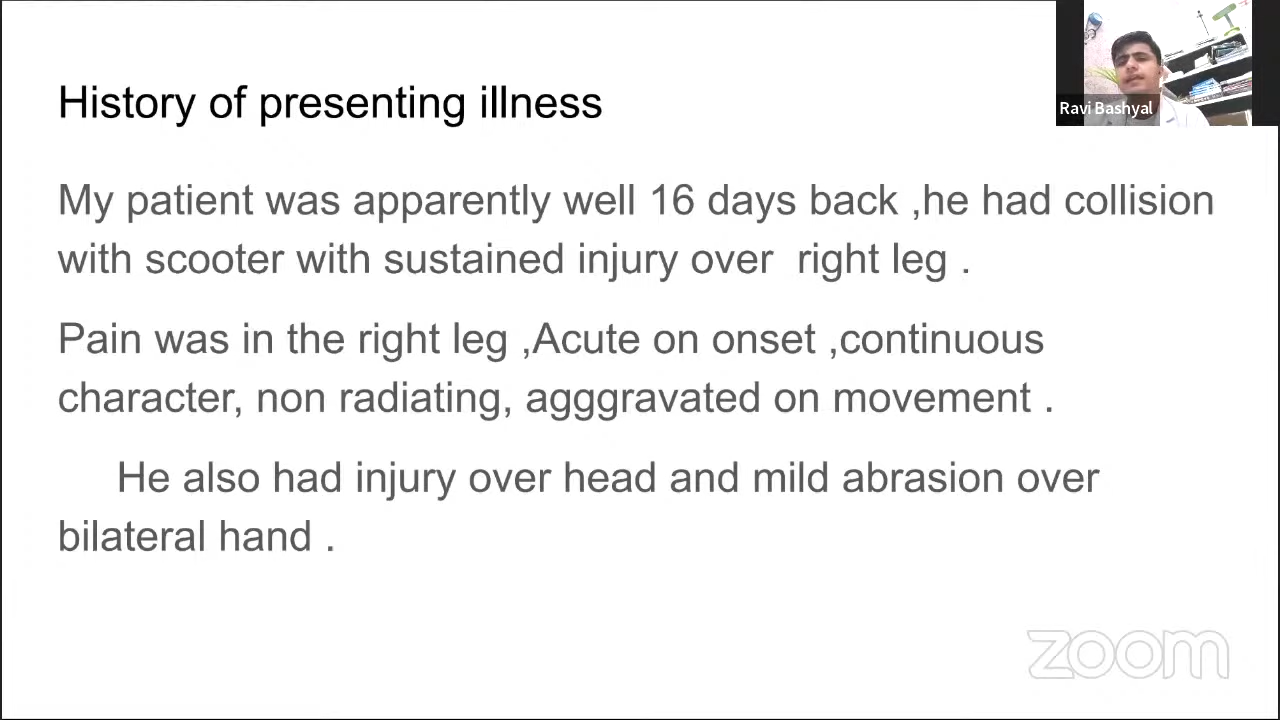 History of presenting illness
Ravi Bashyal
My patient was apparently well 16 days back ,he had collision
with scooter with sustained injury over  right leg .
Pain was in the right leg ,Acute on onset ,continuous
character, non radiating, agggravated on movement .
He also had injury over head and mild abrasion over
bilateral hand .
zoom